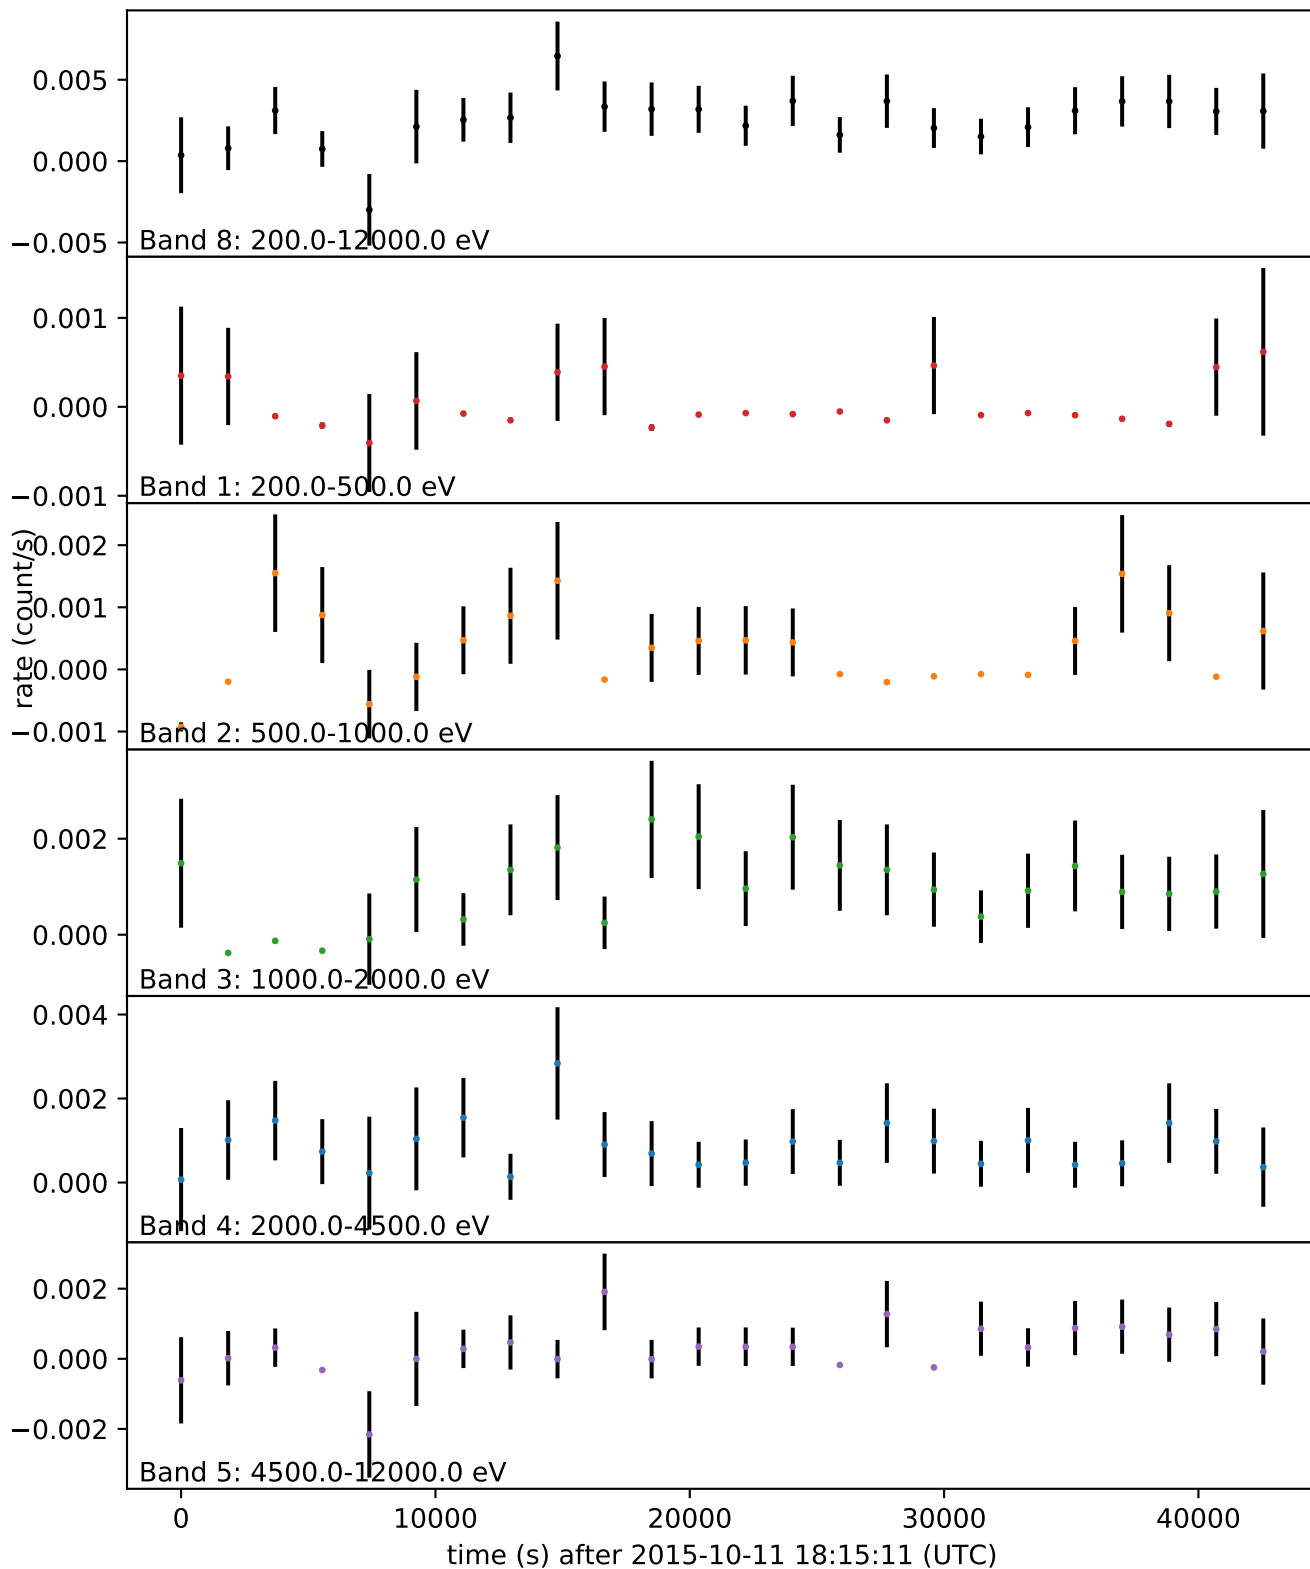 0.005
0.000
−0.005
Band 8: 200.0-12000.0 eV
0.001
0.000
−0.001
Band 1: 200.0-500.0 eV
rate (count/s)
0.002
0.001
0.000
−0.001
Band 2: 500.0-1000.0 eV
0.002
0.000
Band 3: 1000.0-2000.0 eV
0.004
0.002
0.000
Band 4: 2000.0-4500.0 eV
0.002
0.000
−0.002
Band 5: 4500.0-12000.0 eV
0 10000 20000 30000 40000
time (s) after 2015-10-11 18:15:11 (UTC)